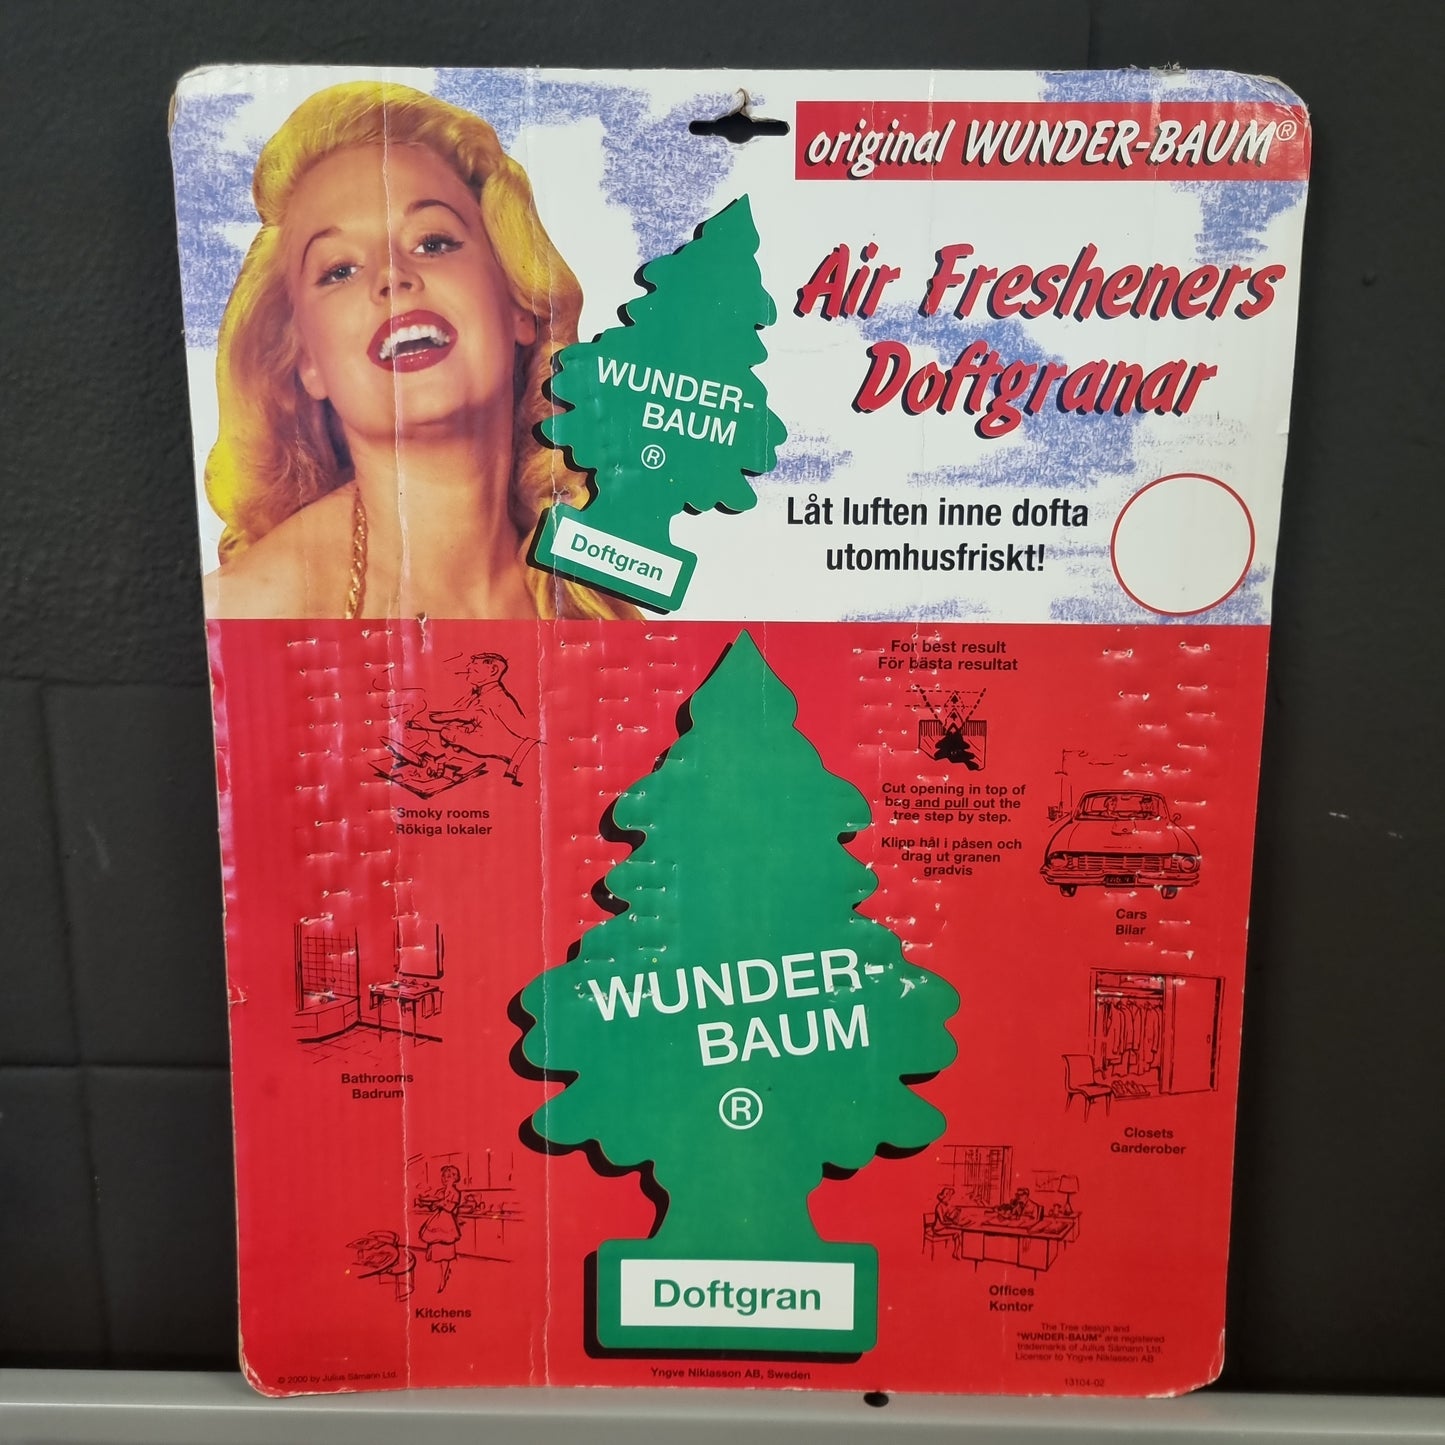 original WUNDER-BAUM®
Air Fresheners
Doftgranar
WUNDER-
BAUM
®
Doftgran
Låt luften inne dofta
utomhusfriskt!
For best result
För bästa resultat
Smoky rooms
Rökiga lokaler
Cut opening in top of
bag and pull out the
tree step by step.
Klipp hål i påsen och
drag ut granen
gradvis
Cars
Bilar
WUNDER-
BAUM
®
Doftgran
Bathrooms
Badrum
Closets
Garderober
Kitchens
Kök
Offices
Kontor
The Tree design and
"WUNDER-BAUM" are registered
trademarks of Julius Sämann Ltd.
Licensor to Yngve Niklasson AB
© 2000 by Julius Sämann Ltd.
Yngve Niklasson AB, Sweden
13104-02